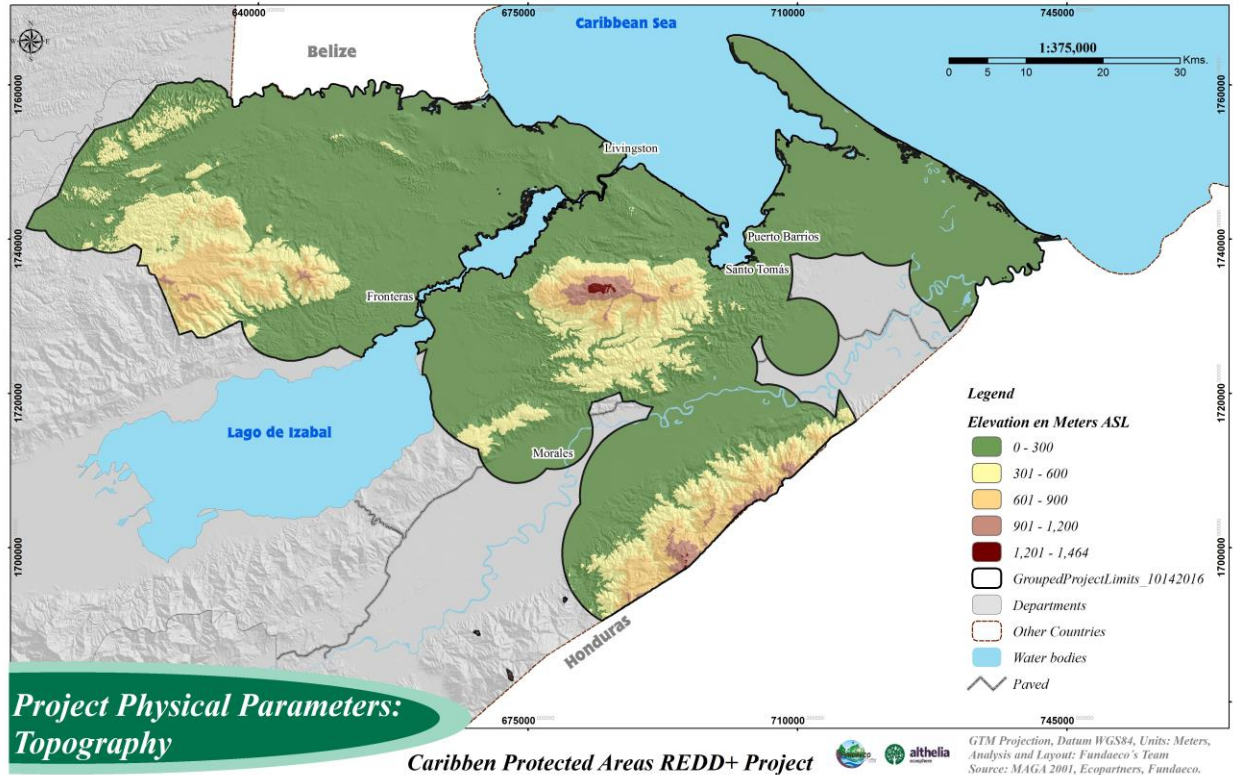 640000
675000
710000
745000
Caribbean Sea
Belize
1:375,000
Kms.
0 5 10 20 30
N
W E
S
1760000
1760000
Livingston
1740000
1740000
Puerto Barrios
Santo Tomás
Fronteras
1720000
1720000
Lago de Izabal
Morales
1700000
1700000
Honduras
Legend
Elevation en Meters ASL
0 - 300
301 - 600
601 - 900
901 - 1,200
1,201 - 1,464
GroupedProjectLimits_10142016
Departments
Other Countries
Water bodies
Paved
Project Physical Parameters:
Topography
675000
710000
745000
Caribben Protected Areas REDD+ Project
althelia
ecosphere
GTM Projection, Datum WGS84, Units: Meters,
Analysis and Layout: Fundaeco´s Team
Source: MAGA 2001, Ecopartners, Fundaeco.